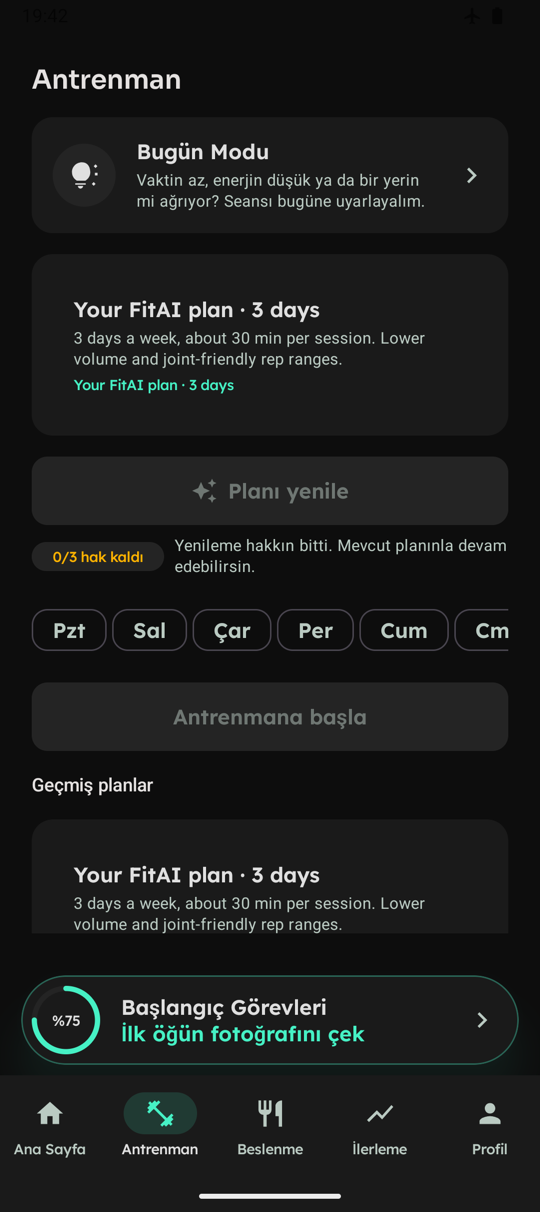 19:42
Antrenman
Bugün Modu
Vaktin az, enerjin düşük ya da bir yerin
mi ağrıyor? Seansı bugüne uyarlayalım.
Your FitAI plan · 3 days
3 days a week, about 30 min per session. Lower
volume and joint-friendly rep ranges.
Your FitAI plan · 3 days
Planı yenile
0/3 hak kaldı
Yenileme hakkın bitti. Mevcut planınla devam
edebilirsin.
Pzt Sal Çar Per Cum Cm
Antrenmana başla
Geçmiş planlar
Your FitAI plan · 3 days
3 days a week, about 30 min per session. Lower
volume and joint-friendly rep ranges.
%75
Başlangıç Görevleri
İlk öğün fotoğrafını çek
Ana Sayfa Antrenman Beslenme İlerleme Profil